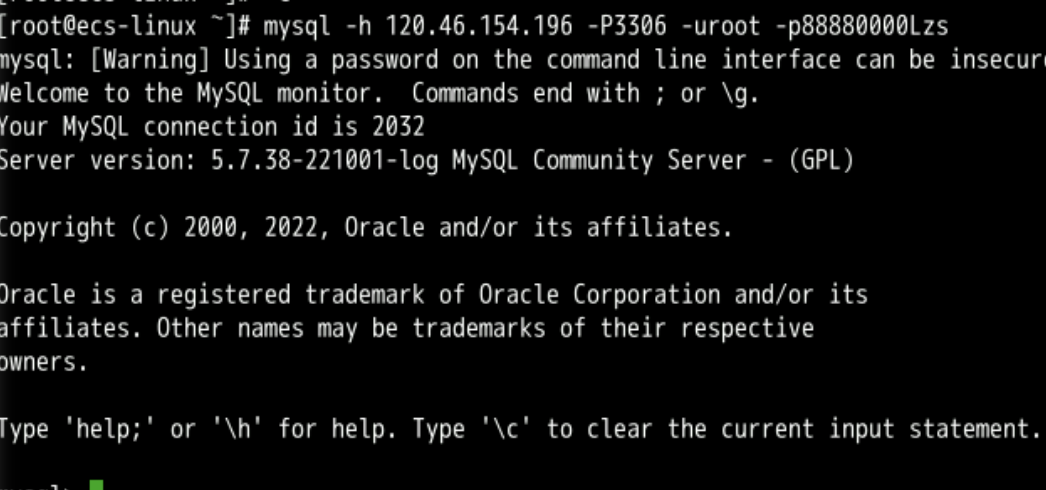 [root@ecs-linux ~]# mysql -h 120.46.154.196 -P3306 -uroot -p88880000Lzs
mysql: [Warning] Using a password on the command line interface can be insecure
Welcome to the MySQL monitor.  Commands end with ; or \g.
Your MySQL connection id is 2032
Server version: 5.7.38-221001-log MySQL Community Server - (GPL)
Copyright (c) 2000, 2022, Oracle and/or its affiliates.
Oracle is a registered trademark of Oracle Corporation and/or its
affiliates. Other names may be trademarks of their respective
owners.
Type 'help;' or '\h' for help. Type '\c' to clear the current input statement.